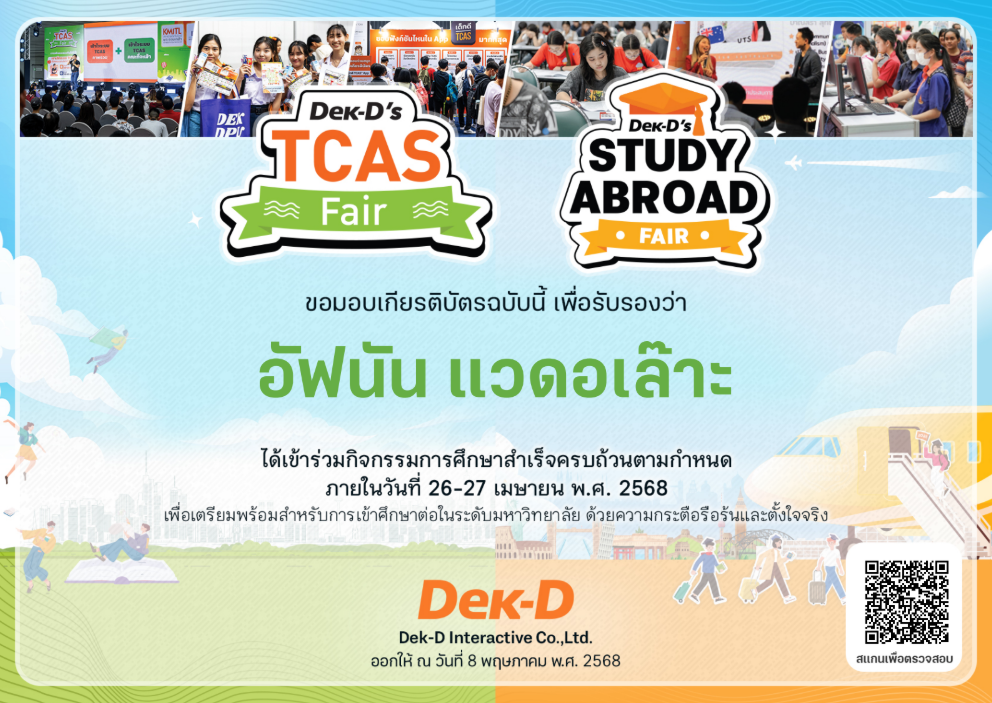 TCAS
KMITL
TCAS
เด็กดี
TCAS
DEK
Dek-D's
TCAS
Fair
Dek-D's
STUDY
ABROAD
FAIR
ขอมอบเกียรติบัตรฉบับนี้ เพื่อรับรองว่า
อัฟนัน แวดอเล๊าะ
ได้เข้าร่วมกิจกรรมการศึกษาสำเร็จครบถ้วนตามกำหนด
ภายในวันที่ 26-27 เมษายน พ.ศ. 2568
เพื่อเตรียมพร้อมสำหรับการเข้าศึกษาต่อในระดับมหาวิทยาลัย ด้วยความกระตือรือร้นและตั้งใจจริง
Dek-D
Dek-D Interactive Co.,Ltd.
ออกให้ ณ วันที่ 8 พฤษภาคม พ.ศ. 2568
สแกนเพื่อตรวจสอบ